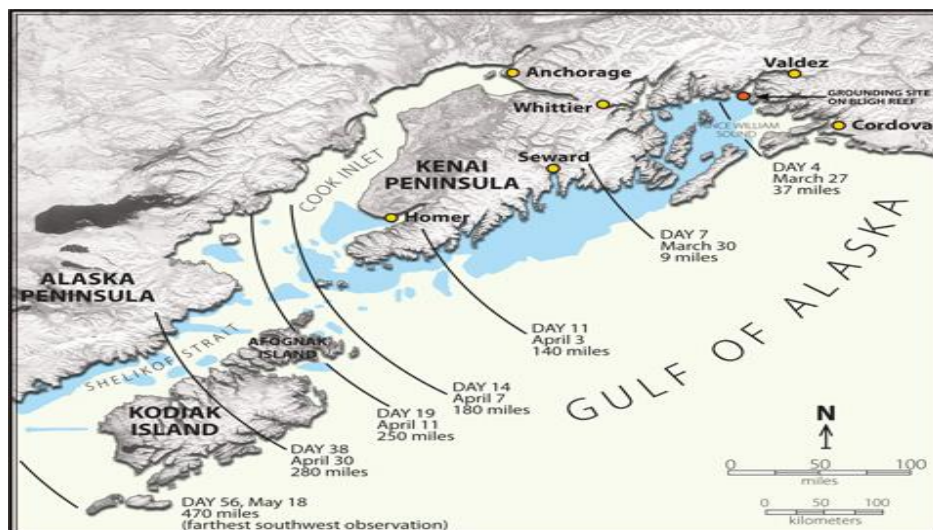 Anchorage
Valdez
Whittier
GROUNDING SITE
ON BLIGH REEF
Cordova
PRINCE WILLIAM
SOUND
COOK INLET
KENAI
PENINSULA
Seward
DAY 4
March 27
37 miles
Homer
DAY 7
March 30
9 miles
ALASKA
PENINSULA
GULF OF ALASKA
DAY 11
April 3
140 miles
SHELIKOF STRAIT
AFOGNAK
ISLAND
DAY 14
April 7
180 miles
KODIAK
ISLAND
DAY 19
April 11
250 miles
DAY 38
April 30
280 miles
N
0 50 100
miles
0 50 100
kilometers
DAY 56, May 18
470 miles
(farthest southwest observation)